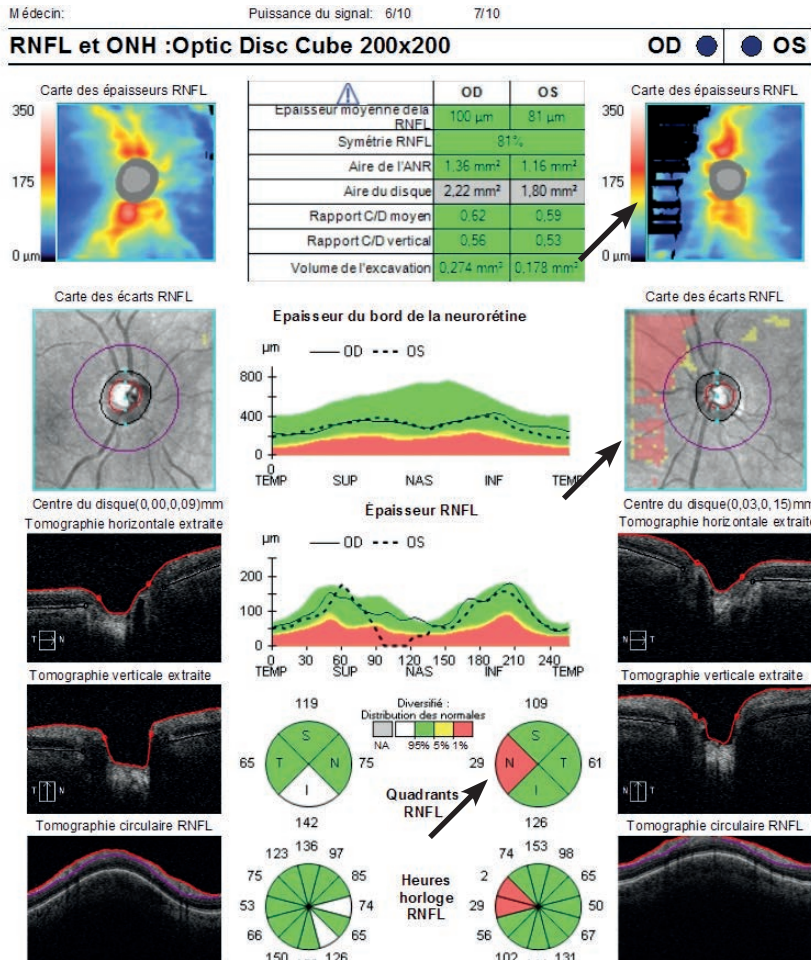 Médecin: Puissance du signal: 6/10 7/10
RNFL et ONH :Optic Disc Cube 200x200 OD OS
Carte des épaisseurs RNFL
350
175
0 µm
OD OS
Epaisseur moyenne de la RNFL 100 µm 81 µm
Symétrie RNFL 81%
Aire de l'ANR 1,36 mm² 1,16 mm²
Aire du disque 2,22 mm² 1,80 mm²
Rapport C/D moyen 0,62 0,59
Rapport C/D vertical 0,56 0,53
Volume de l'excavation 0,274 mm³ 0,178 mm³
Carte des épaisseurs RNFL
350
175
0 µm
Carte des écarts RNFL
Carte des écarts RNFL
Epaisseur du bord de la neurorétine
µm OD OS
800
400
0
0
TEMP SUP NAS INF TEMP
Centre du disque(0,00,0,09)mm
Centre du disque(0,03,0,15)mm
Tomographie horizontale extraite
Tomographie horizontale extraite
Épaisseur RNFL
µm OD OS
200
100
0
0 30 60 90 120 150 180 210 240
TEMP SUP NAS INF TEMP
T N
N T
Tomographie verticale extraite
Tomographie verticale extraite
119
S
65 T N 75
I
142
Diversifié :
Distribution des normales
NA 95% 5% 1%
109
S
29 N T 61
I
126
Quadrants
RNFL
T N
N T
Tomographie circulaire RNFL
Tomographie circulaire RNFL
136
123 97
75 85
53 74
66 65
150 126
Heures
horloge
RNFL
153
74 98
2 65
29 50
56 67
102 131